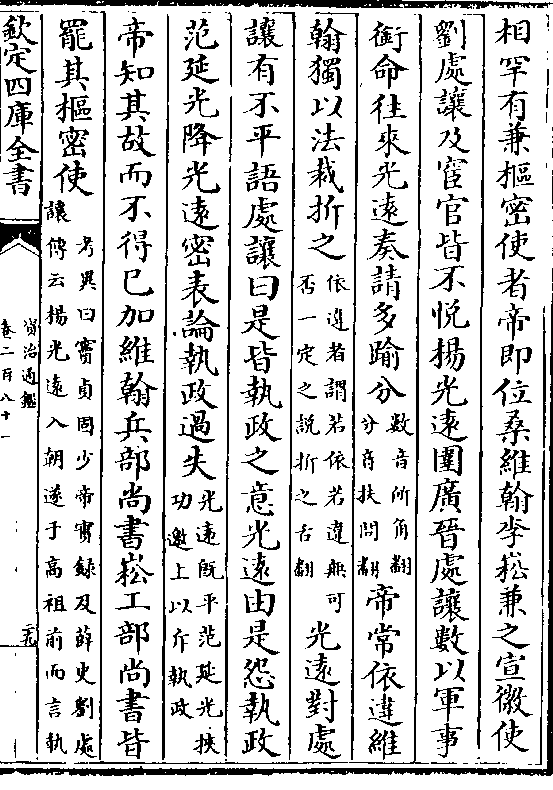 相罕有兼樞密使者帝即位桑維翰李崧兼之宣徽使
劉處讓及宦官皆不悅楊光遠圍廣晉處讓數以軍事
銜命往來光遠奏請多踰分數音所角翻分音扶問翻帝常依違維
翰獨以法裁折之依違者謂若依若違無可否一定之說折之舌翻光遠對處
讓有不平語處讓曰是皆執政之意光遠由是怨執政
范延光降光遠密表論執政過失光遠既平范延光挾功邀上以斥執政
帝知其故而不得已加維翰兵部尚書崧工部尚書皆
罷其樞密使考異曰竇貞固少帝實錄及薛史劉處讓傳云楊光遠入朝遂于高祖前而言執
欽定四庫全書
資治通鑑
卷二百八十一
二九